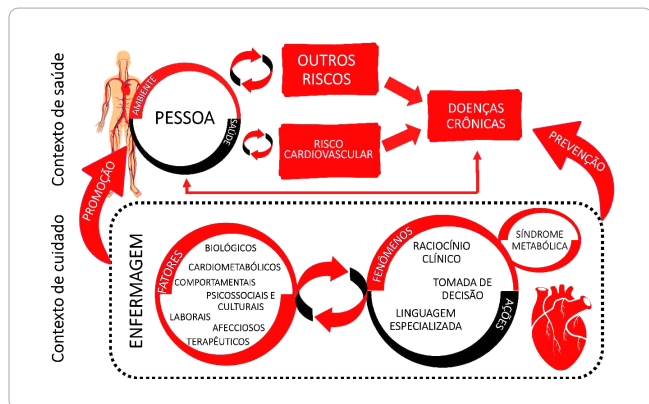 Contexto de saúde
AMBIENTE
PESSOA
SAÚDE
OUTROS
RISCOS
RISCO
CARDIOVASCULAR
DOENÇAS
CRÔNICAS
PROMOÇÃO
PREVENÇÃO
Contexto de cuidado
ENFERMAGEM
FATORES
BIOLÓGICOS
CARDIOMETABÓLICOS
COMPORTAMENTAIS
PSICOSSOCIAIS E
CULTURAIS
LABORAIS
AFECCIOSOS
TERAPÊUTICOS
FENÔMENOS
RACIOCÍNIO
CLÍNICO
TOMADA DE
DECISÃO
LINGUAGEM
ESPECIALIZADA
AÇÕES
SÍNDROME
METABÓLICA